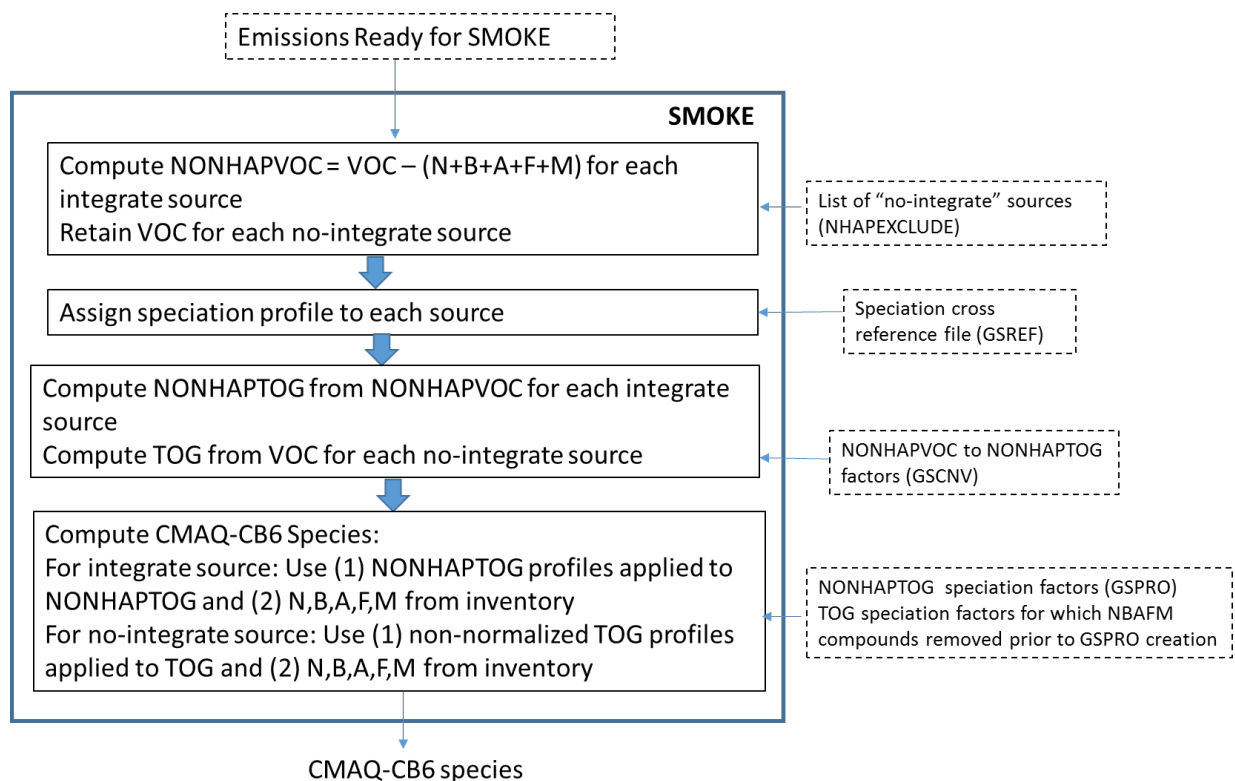 Emissions Ready for SMOKE
SMOKE
Compute NONHAPVOC = VOC – (N+B+A+F+M) for each
integrate source
Retain VOC for each no-integrate source
List of “no-integrate” sources
(NHAPEXCLUDE)
Assign speciation profile to each source
Speciation cross
reference file (GSREF)
Compute NONHAPTOG from NONHAPVOC for each integrate
source
Compute TOG from VOC for each no-integrate source
NONHAPVOC to NONHAPTOG
factors (GSCNV)
Compute CMAQ-CB6 Species:
For integrate source: Use (1) NONHAPTOG profiles applied to
NONHAPTOG and (2) N,B,A,F,M from inventory
For no-integrate source: Use (1) non-normalized TOG profiles
applied to TOG and (2) N,B,A,F,M from inventory
NONHAPTOG speciation factors (GSPRO)
TOG speciation factors for which NBAFM
compounds removed prior to GSPRO creation
CMAQ-CB6 species